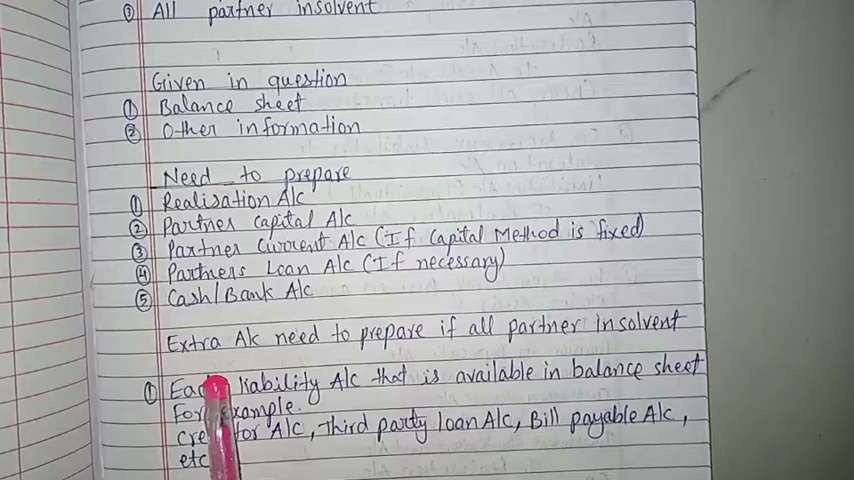 ① All partner insolvent
Given in question
① Balance sheet
② Other information
Need to prepare
① Realisation A/c
② Partner capital A/c
③ Partner Current A/c (If Capital Method is fixed)
④ Partners Loan A/c (If necessary)
⑤ Cash/Bank A/c
Extra A/c need to prepare if all partner insolvent
① Each liability A/c that is available in balance sheet
For example.
A/c, Third party loan A/c, Bill payable A/c,
etc